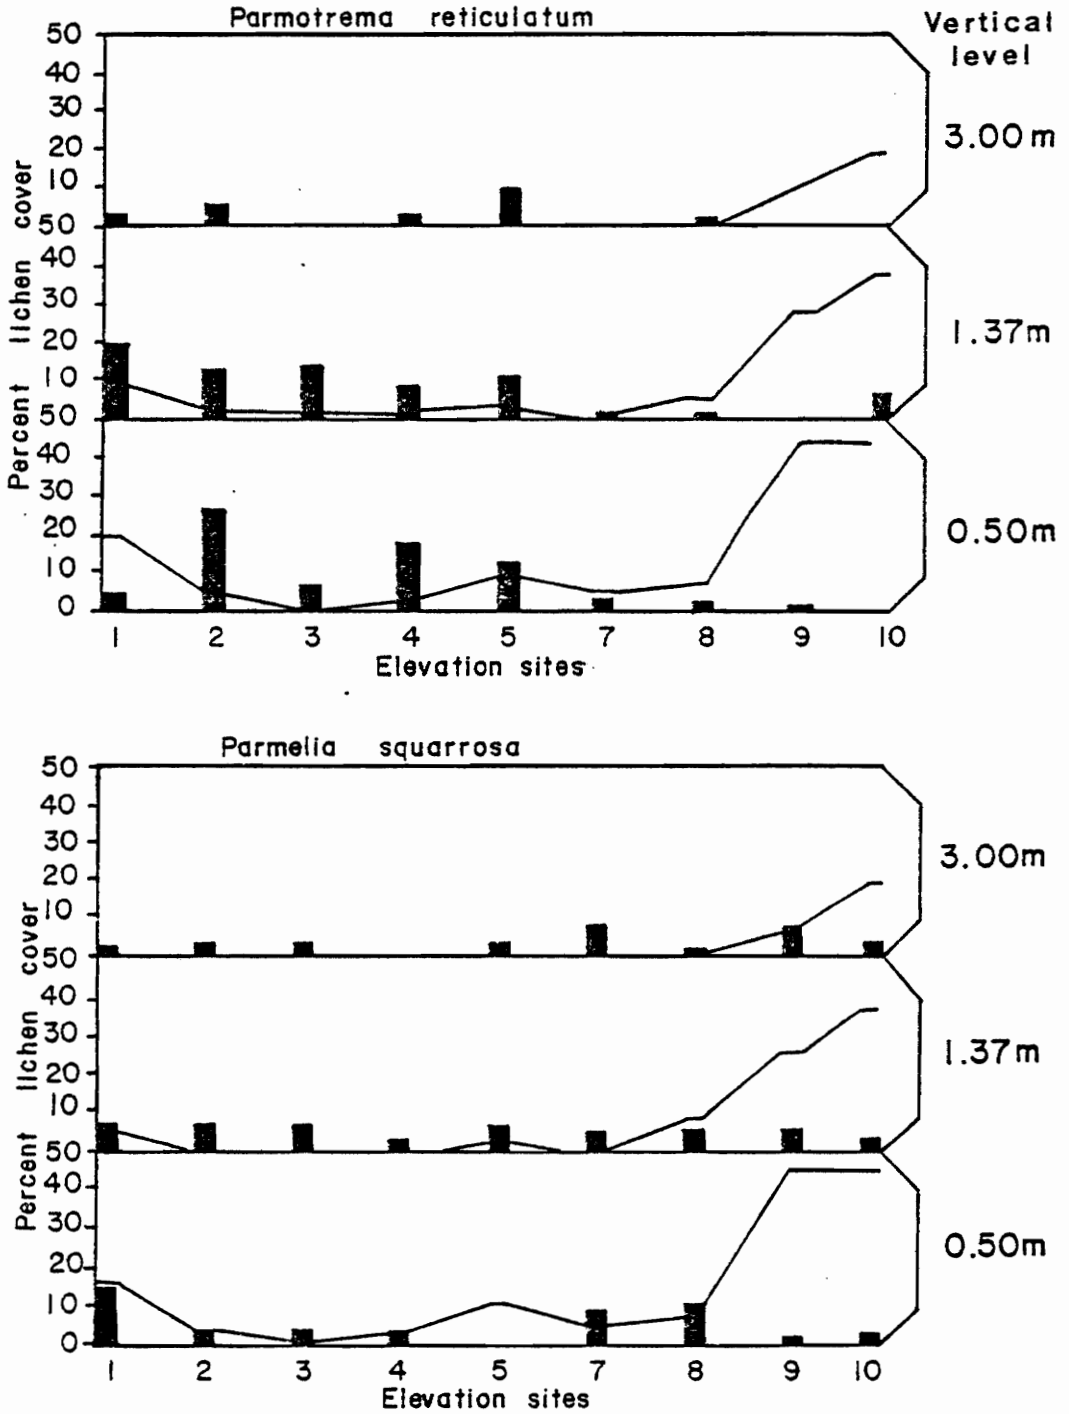 Parmotrema reticulatum
Vertical level
50
40
30
20
10
50
40
30
20
10
50
40
30
20
10
0
Percent lichen cover
3.00m
1.37m
0.50m
1 2 3 4 5 7 8 9 10
Elevation sites
Parmelia squarrosa
50
40
30
20
10
50
40
30
20
10
50
40
30
20
10
0
Percent lichen cover
3.00m
1.37m
0.50m
1 2 3 4 5 7 8 9 10
Elevation sites